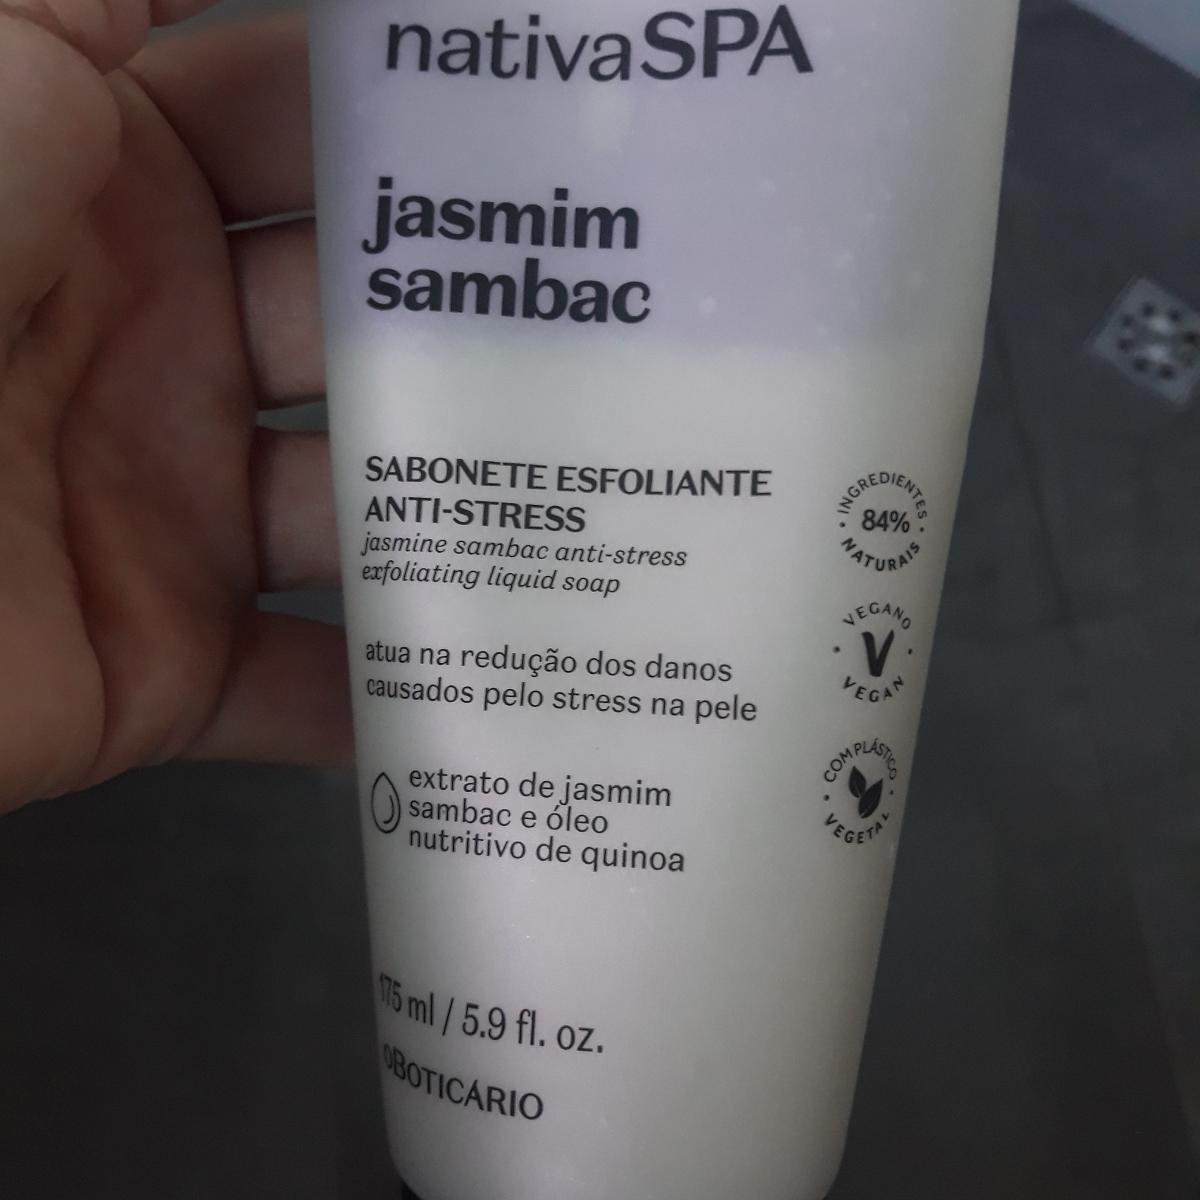 nativaSPA
jasmim
sambac
SABONETE ESFOLIANTE
ANTI-STRESS
jasmine sambac anti-stress
exfoliating liquid soap
atua na redução dos danos
causados pelo stress na pele
extrato de jasmim
sambac e óleo
nutritivo de quinoa
175 ml / 5.9 fl. oz.
oBOTICÁRIO
INGREDIENTES
84%
NATURAIS
VEGANO
V
VEGAN
COM PLÁSTICO
VEGETAL